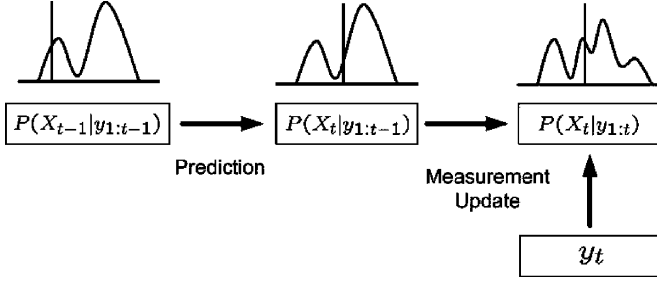 P(X_{t−1}|y_{1:t−1})
P(X_t|y_{1:t−1})
P(X_t|y_{1:t})
Prediction
Measurement
Update
y_t